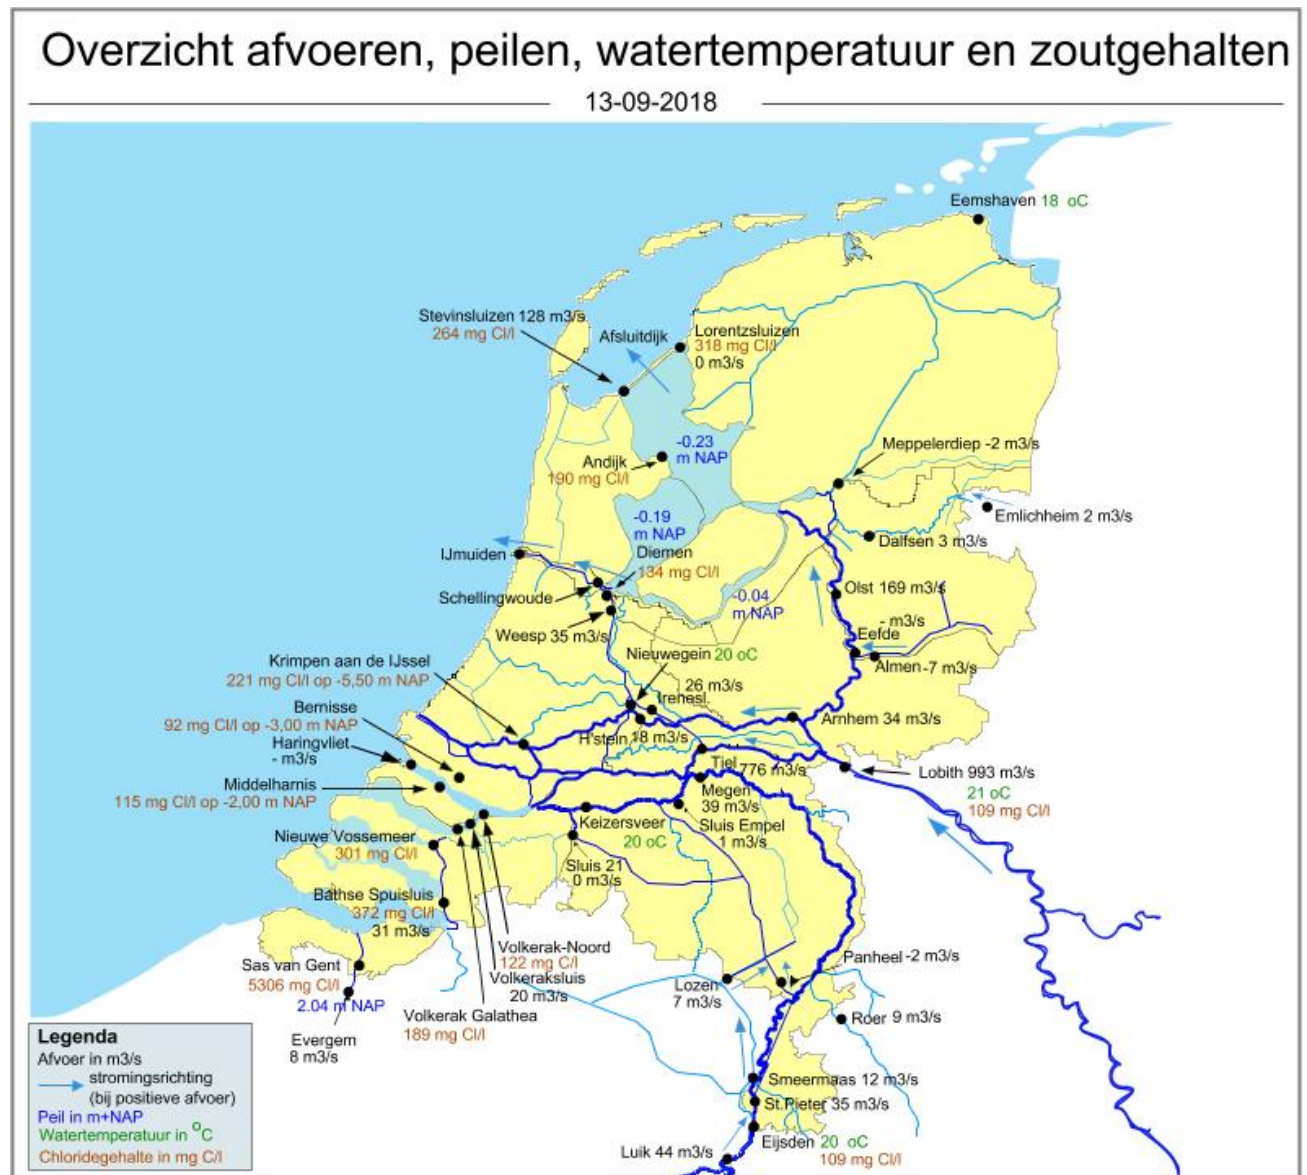 Overzicht afvoeren, peilen, watertemperatuur en zoutgehalten
13-09-2018
Eemshaven 18 oC
Stevinsluizen 128 m3/s
264 mg Cl/l
Afsluitdijk
Lorentzsluizen
318 mg Cl/l
0 m3/s
-0.23
m NAP
Andijk
190 mg Cl/l
Meppelerdiep -2 m3/s
Emlichheim 2 m3/s
-0.19
m NAP
Dalfsen 3 m3/s
IJmuiden
Diemen
134 mg Cl/l
Schellingwoude
-0.04
m NAP
Olst 169 m3/s
Weesp 35 m3/s
- m3/s
Eefde
Almen -7 m3/s
Nieuwegein 20 oC
Krimpen aan de IJssel
221 mg Cl/l op -5,50 m NAP
26 m3/s
Irenesl.
Bernisse
92 mg Cl/l op -3,00 m NAP
Arnhem 34 m3/s
H'stein 18 m3/s
Haringvliet
- m3/s
Tiel 776 m3/s
Lobith 993 m3/s
21 oC
109 mg Cl/l
Middelharnis
115 mg Cl/l op -2,00 m NAP
Megen
39 m3/s
Keizersveer
20 oC
Sluis Empel
1 m3/s
Nieuwe Vossemeer
301 mg Cl/l
Sluis 21
0 m3/s
Bathse Spuisluis
372 mg Cl/l
31 m3/s
Volkerak-Noord
122 mg C/l
Volkeraksluis
20 m3/s
Volkerak Galathea
189 mg Cl/l
Panheel -2 m3/s
Sas van Gent
5306 mg Cl/l
2.04 m NAP
Lozen
7 m3/s
Evergem
8 m3/s
Roer 9 m3/s
Smeermaas 12 m3/s
St.Pieter 35 m3/s
Eijsden 20 oC
109 mg Cl/l
Luik 44 m3/s
Legenda
Afvoer in m3/s
stromingsrichting
(bij positieve afvoer)
Peil in m+NAP
Watertemperatuur in °C
Chloridegehalte in mg C/l